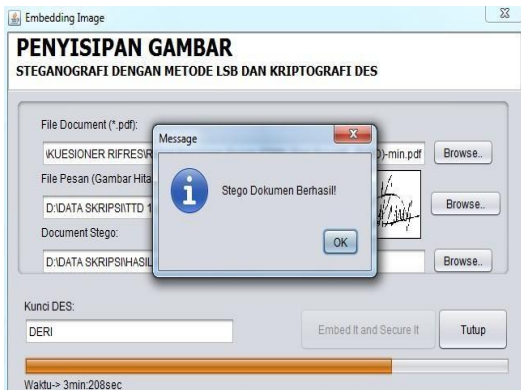 Embedding Image
PENYISIPAN GAMBAR
STEGANOGRAFI DENGAN METODE LSB DAN KRIPTOGRAFI DES
File Document (*.pdf):
\KUESIONER RIFRES\R )-min.pdf Browse..
File Pesan (Gambar Hita
D:\DATA SKRIPSI\TTD 1 Browse..
Document Stego:
D:\DATA SKRIPSI\HASIL Browse..
Message
Stego Dokumen Berhasil!
OK
Kunci DES:
DERI Embed It and Secure It Tutup
Waktu-> 3min:208sec